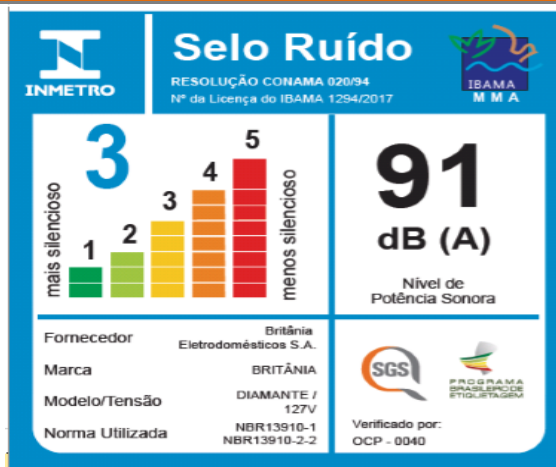 INMETRO
Selo Ruído
RESOLUÇÃO CONAMA 020/94
Nº da Licença do IBAMA 1294/2017
IBAMA
MMA
3
mais silencioso
1
2
3
4
5
menos silencioso
91
dB (A)
Nível de
Potência Sonora
Fornecedor
Britânia
Eletrodomésticos S.A.
Marca
BRITÂNIA
Modelo/Tensão
DIAMANTE /
127V
Norma Utilizada
NBR13910-1
NBR13910-2-2
SGS
PROGRAMA
BRASILEIRO DE
ETIQUETAGEM
Verificado por:
OCP - 0040